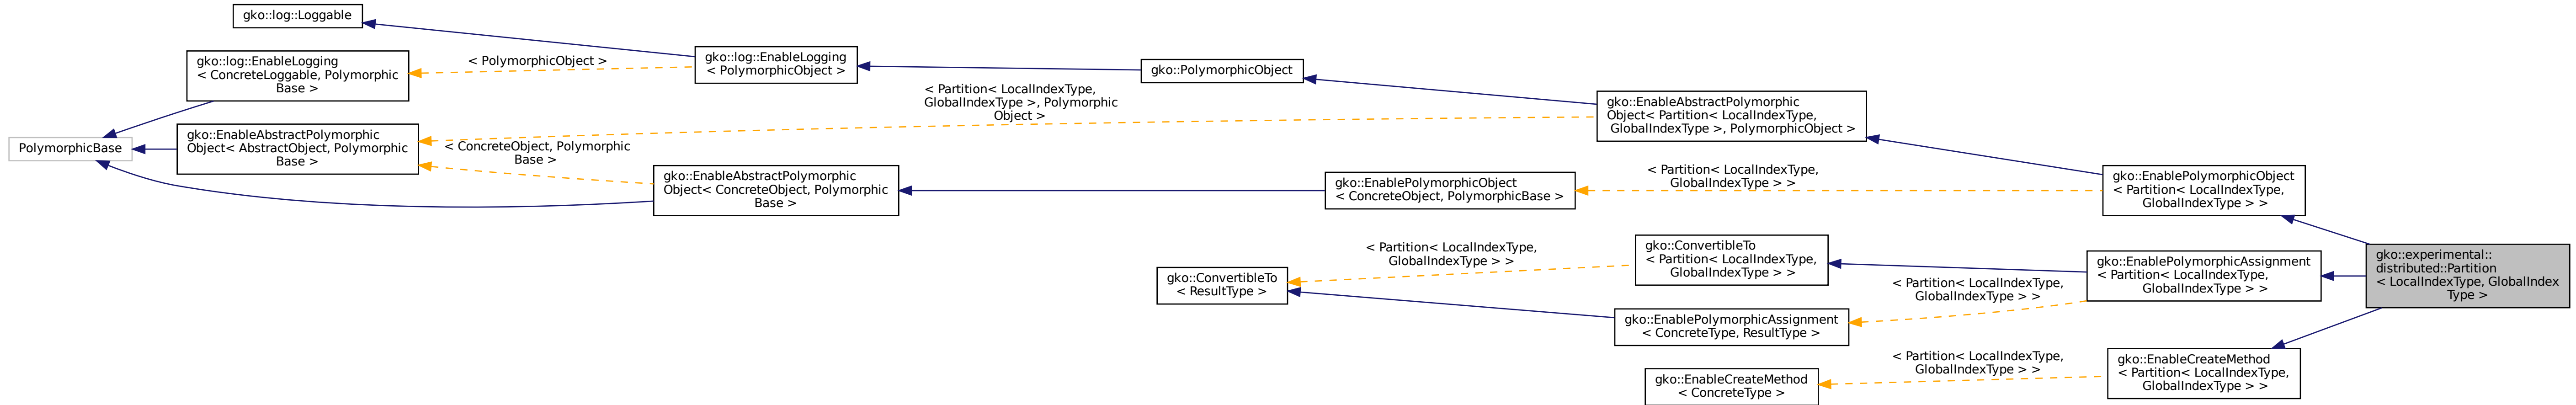 gko::log::Loggable
gko::log::EnableLogging
< ConcreteLoggable, Polymorphic
Base >
< PolymorphicObject >
gko::log::EnableLogging
< PolymorphicObject >
gko::PolymorphicObject
< Partition< LocalIndexType,
GlobalIndexType >, Polymorphic
Object >
gko::EnableAbstractPolymorphic
Object< Partition< LocalIndexType,
GlobalIndexType >, PolymorphicObject >
PolymorphicBase
gko::EnableAbstractPolymorphic
Object< AbstractObject, Polymorphic
Base >
< ConcreteObject, Polymorphic
Base >
gko::EnableAbstractPolymorphic
Object< ConcreteObject, Polymorphic
Base >
gko::EnablePolymorphicObject
< ConcreteObject, PolymorphicBase >
< Partition< LocalIndexType,
GlobalIndexType > >
gko::EnablePolymorphicObject
< Partition< LocalIndexType,
GlobalIndexType > >
gko::ConvertibleTo
< ResultType >
< Partition< LocalIndexType,
GlobalIndexType > >
gko::ConvertibleTo
< Partition< LocalIndexType,
GlobalIndexType > >
gko::EnablePolymorphicAssignment
< Partition< LocalIndexType,
GlobalIndexType > >
gko::experimental::
distributed::Partition
< LocalIndexType, GlobalIndex
Type >
gko::EnablePolymorphicAssignment
< ConcreteType, ResultType >
< Partition< LocalIndexType,
GlobalIndexType > >
gko::EnableCreateMethod
< ConcreteType >
< Partition< LocalIndexType,
GlobalIndexType > >
gko::EnableCreateMethod
< Partition< LocalIndexType,
GlobalIndexType > >